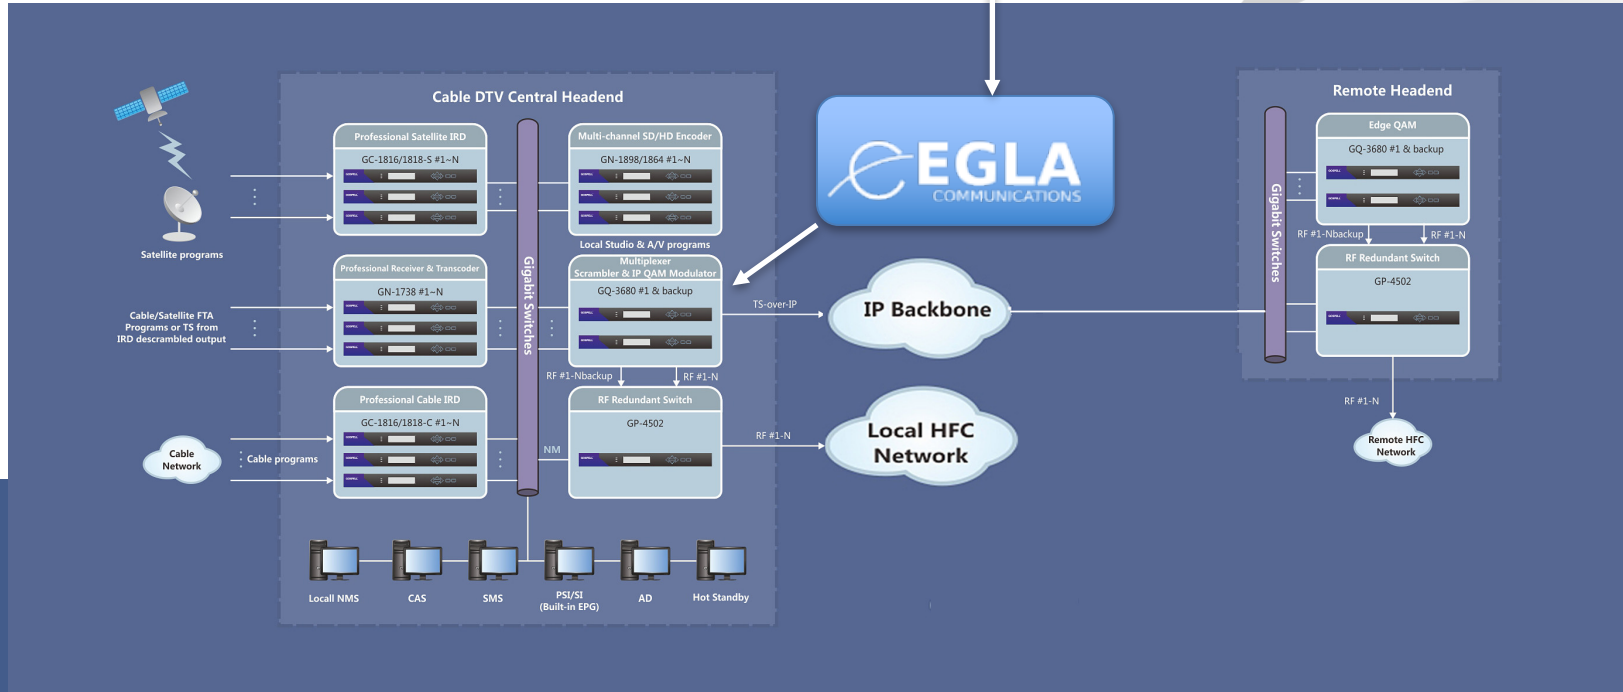 Cable DTV Central Headend
Professional Satellite IRD
GC-1816/1818-S #1~N
Multi-channel SD/HD Encoder
GN-1898/1864 #1~N
Local Studio & A/V programs
Satellite programs
Professional Receiver & Transcoder
GN-1738 #1~N
Gigabit Switches
Multiplexer
Scrambler & IP QAM Modulator
GQ-3680 #1 & backup
Cable/Satellite FTA
Programs or TS from
IRD descrambled output
RF #1-Nbackup
RF #1-N
Professional Cable IRD
GC-1816/1818-C #1~N
RF Redundant Switch
GP-4502
NM
Cable
Network
Cable programs
Locall NMS
CAS
SMS
PSI/SI
(Built-in EPG)
AD
Hot Standby
EGLA
COMMUNICATIONS
TS-over-IP
IP Backbone
RF #1-N
Local HFC
Network
Remote Headend
Gigabit Switches
Edge QAM
GQ-3680 #1 & backup
RF #1-Nbackup
RF #1-N
RF Redundant Switch
GP-4502
RF #1-N
Remote HFC
Network